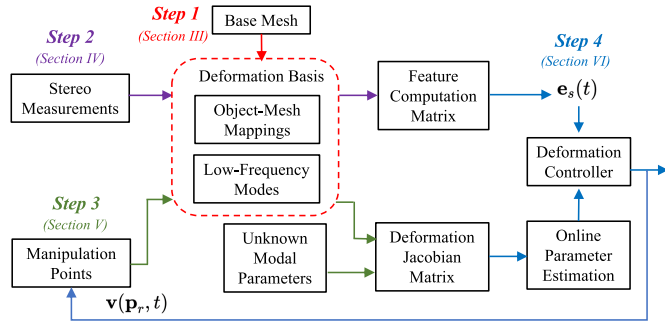 Step 1
(Section III)
Base Mesh
Step 2
(Section IV)
Stereo
Measurements
Deformation Basis
Object-Mesh
Mappings
Low-Frequency
Modes
Feature
Computation
Matrix
Step 4
(Section VI)
e_s(t)
Deformation
Controller
Step 3
(Section V)
Manipulation
Points
Unknown
Modal
Parameters
Deformation
Jacobian
Matrix
Online
Parameter
Estimation
v(p_r, t)